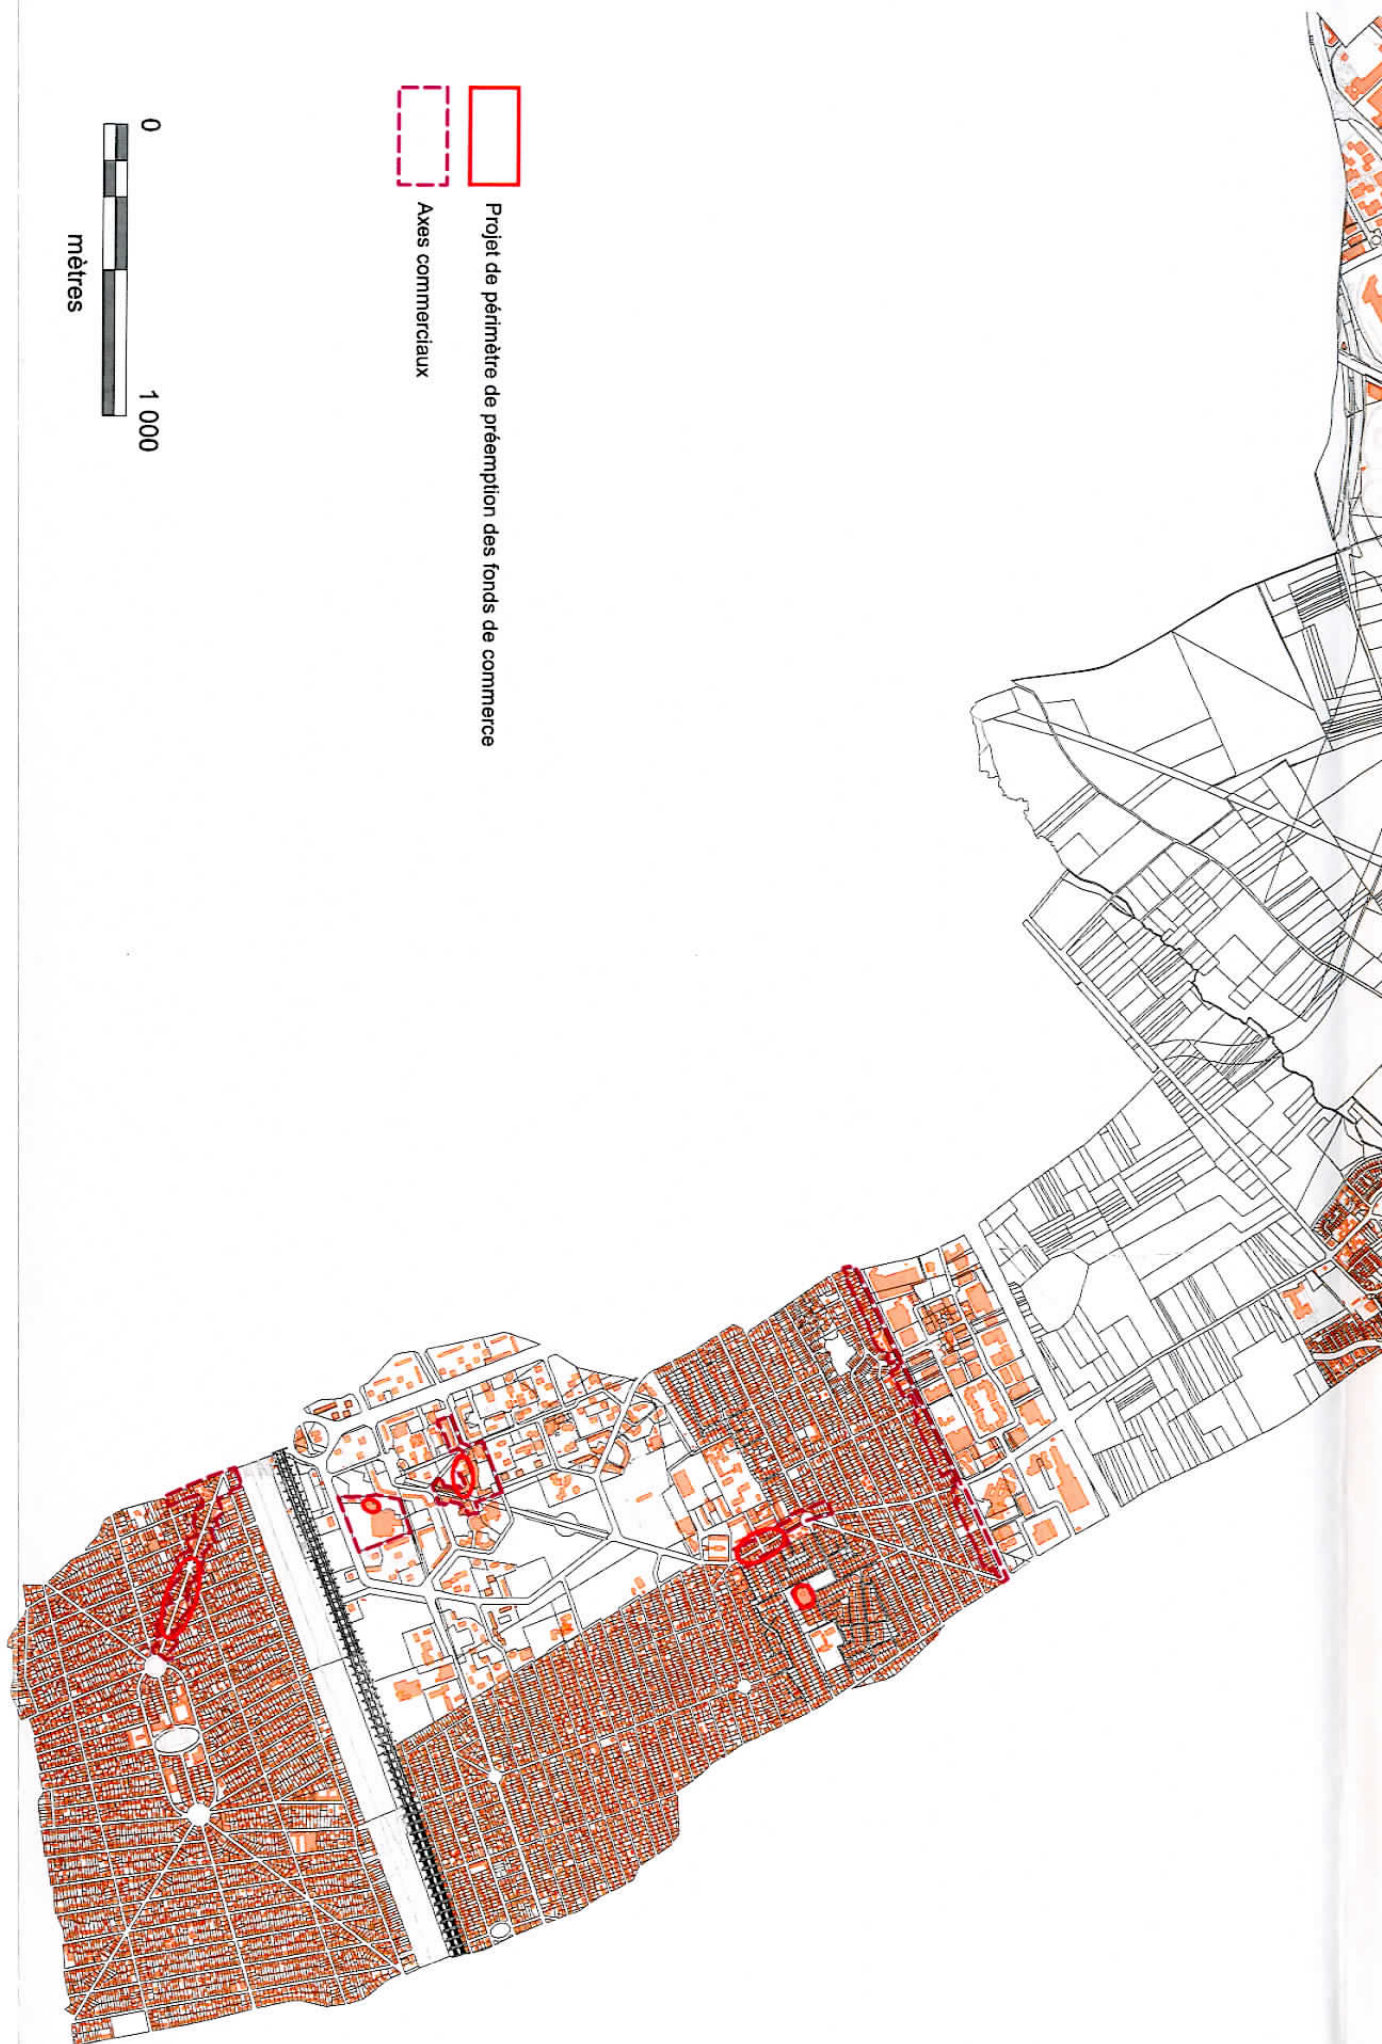 Projet de périmètre de préemption des fonds de commerce
Axes commerciaux
0 1 000
mètres